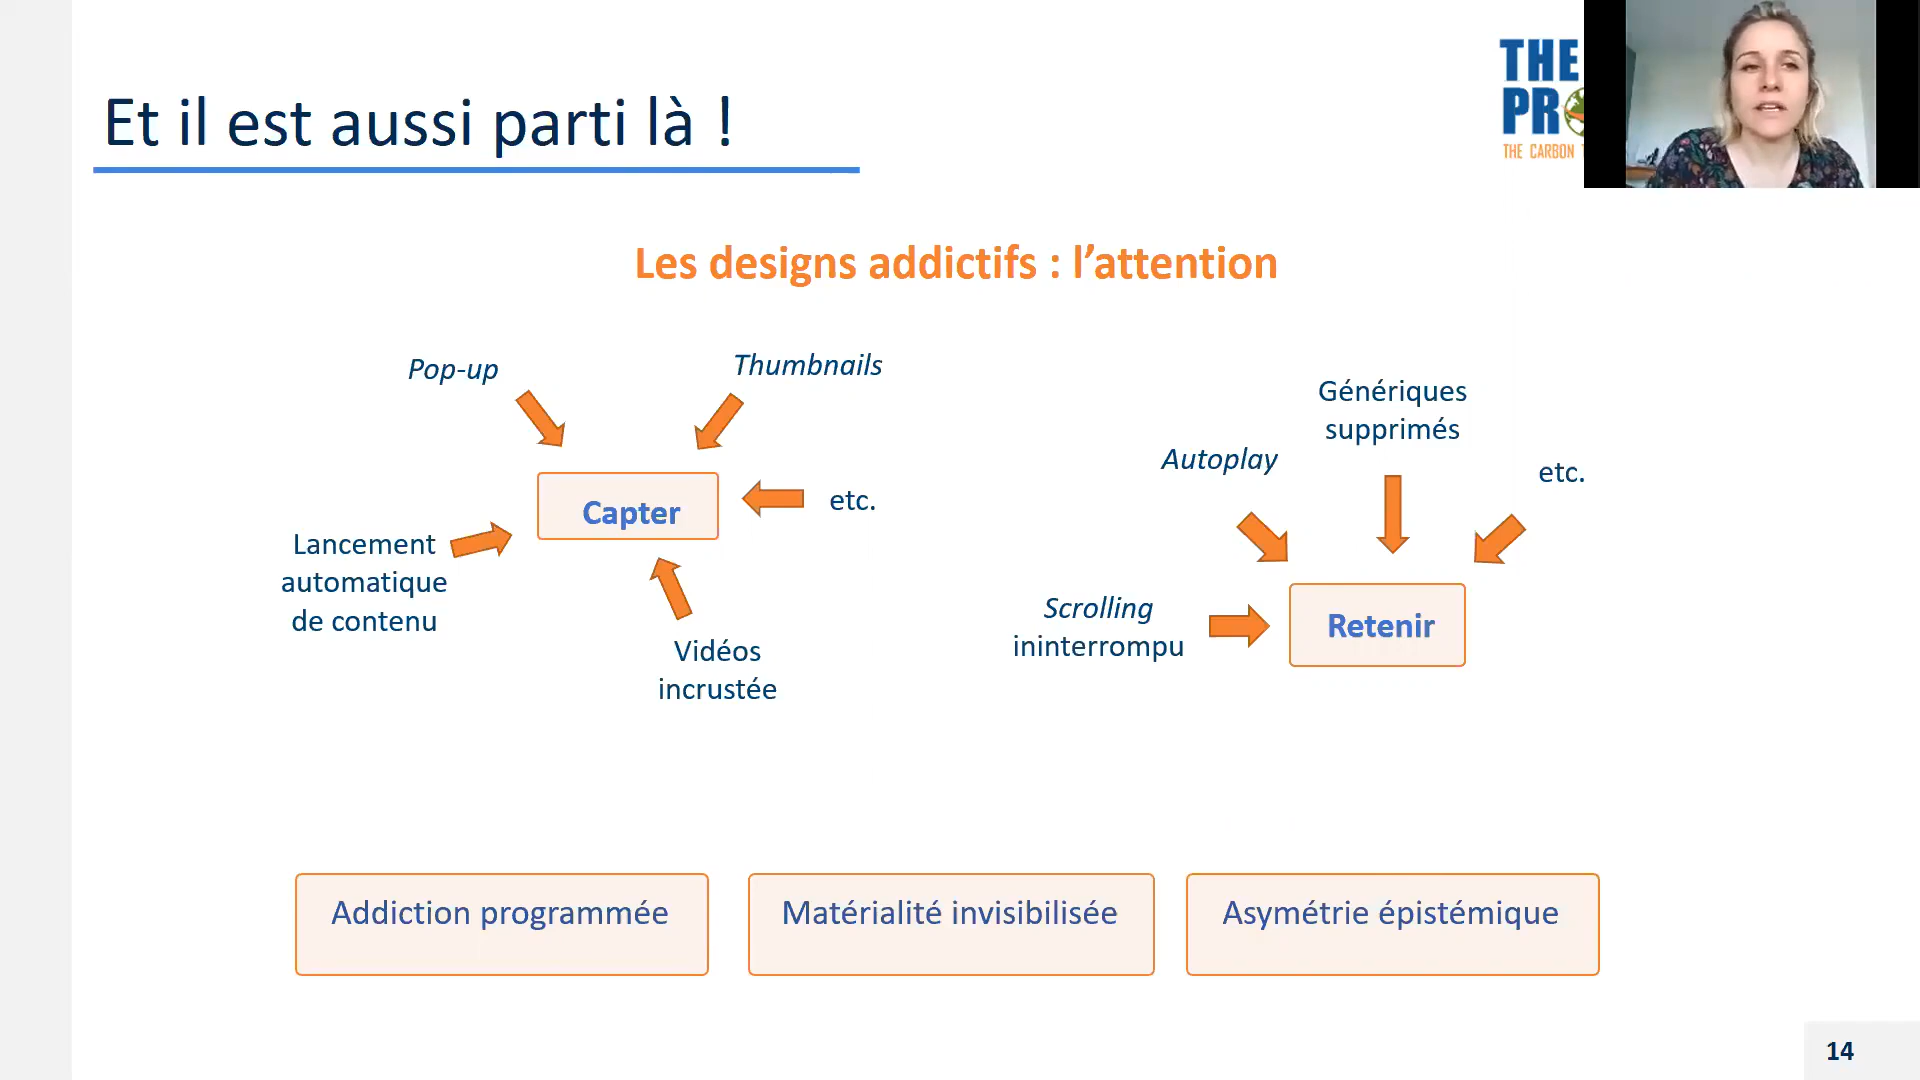 Et il est aussi parti là !
THE
PR
THE CARBON
Les designs addictifs : l’attention
Pop-up
Thumbnails
Capter
etc.
Lancement
automatique
de contenu
Vidéos
incrustée
Génériques
supprimés
Autoplay
etc.
Scrolling
ininterrompu
Retenir
Addiction programmée
Matérialité invisibilisée
Asymétrie épistémique
14